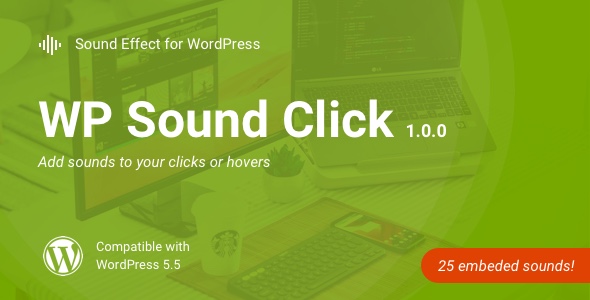 Sound Effect for WordPress
WP Sound Click 1.0.0
Add sounds to your clicks or hovers
Compatible with
WordPress 5.5
25 embeded sounds!